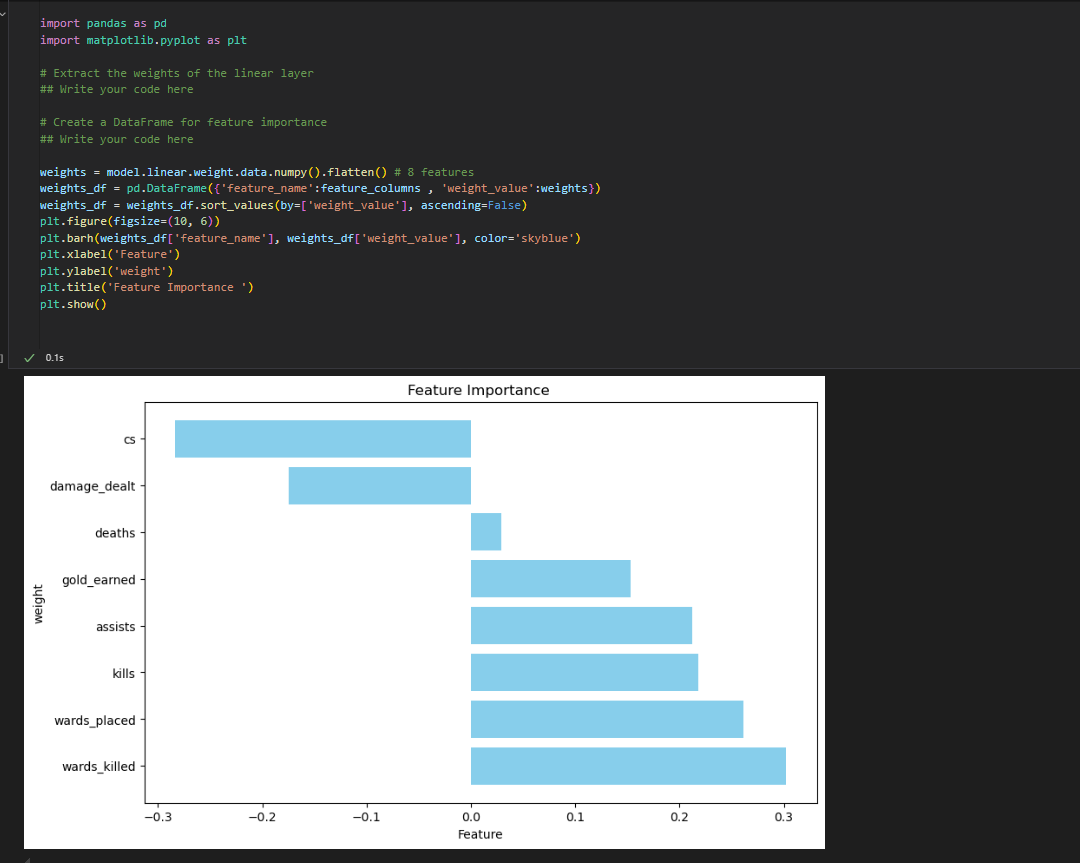 import pandas as pd
import matplotlib.pyplot as plt
# Extract the weights of the linear layer
## Write your code here
# Create a DataFrame for feature importance
## Write your code here
weights = model.linear.weight.data.numpy().flatten() # 8 features
weights_df = pd.DataFrame({'feature_name':feature_columns , 'weight_value':weights})
weights_df = weights_df.sort_values(by=['weight_value'], ascending=False)
plt.figure(figsize=(10, 6))
plt.barh(weights_df['feature_name'], weights_df['weight_value'], color='skyblue')
plt.xlabel('Feature')
plt.ylabel('weight')
plt.title('Feature Importance ')
plt.show()
] ✓ 0.1s
Feature Importance
cs
damage_dealt
deaths
gold_earned
assists
kills
wards_placed
wards_killed
weight
−0.3 −0.2 −0.1 0.0 0.1 0.2 0.3
Feature